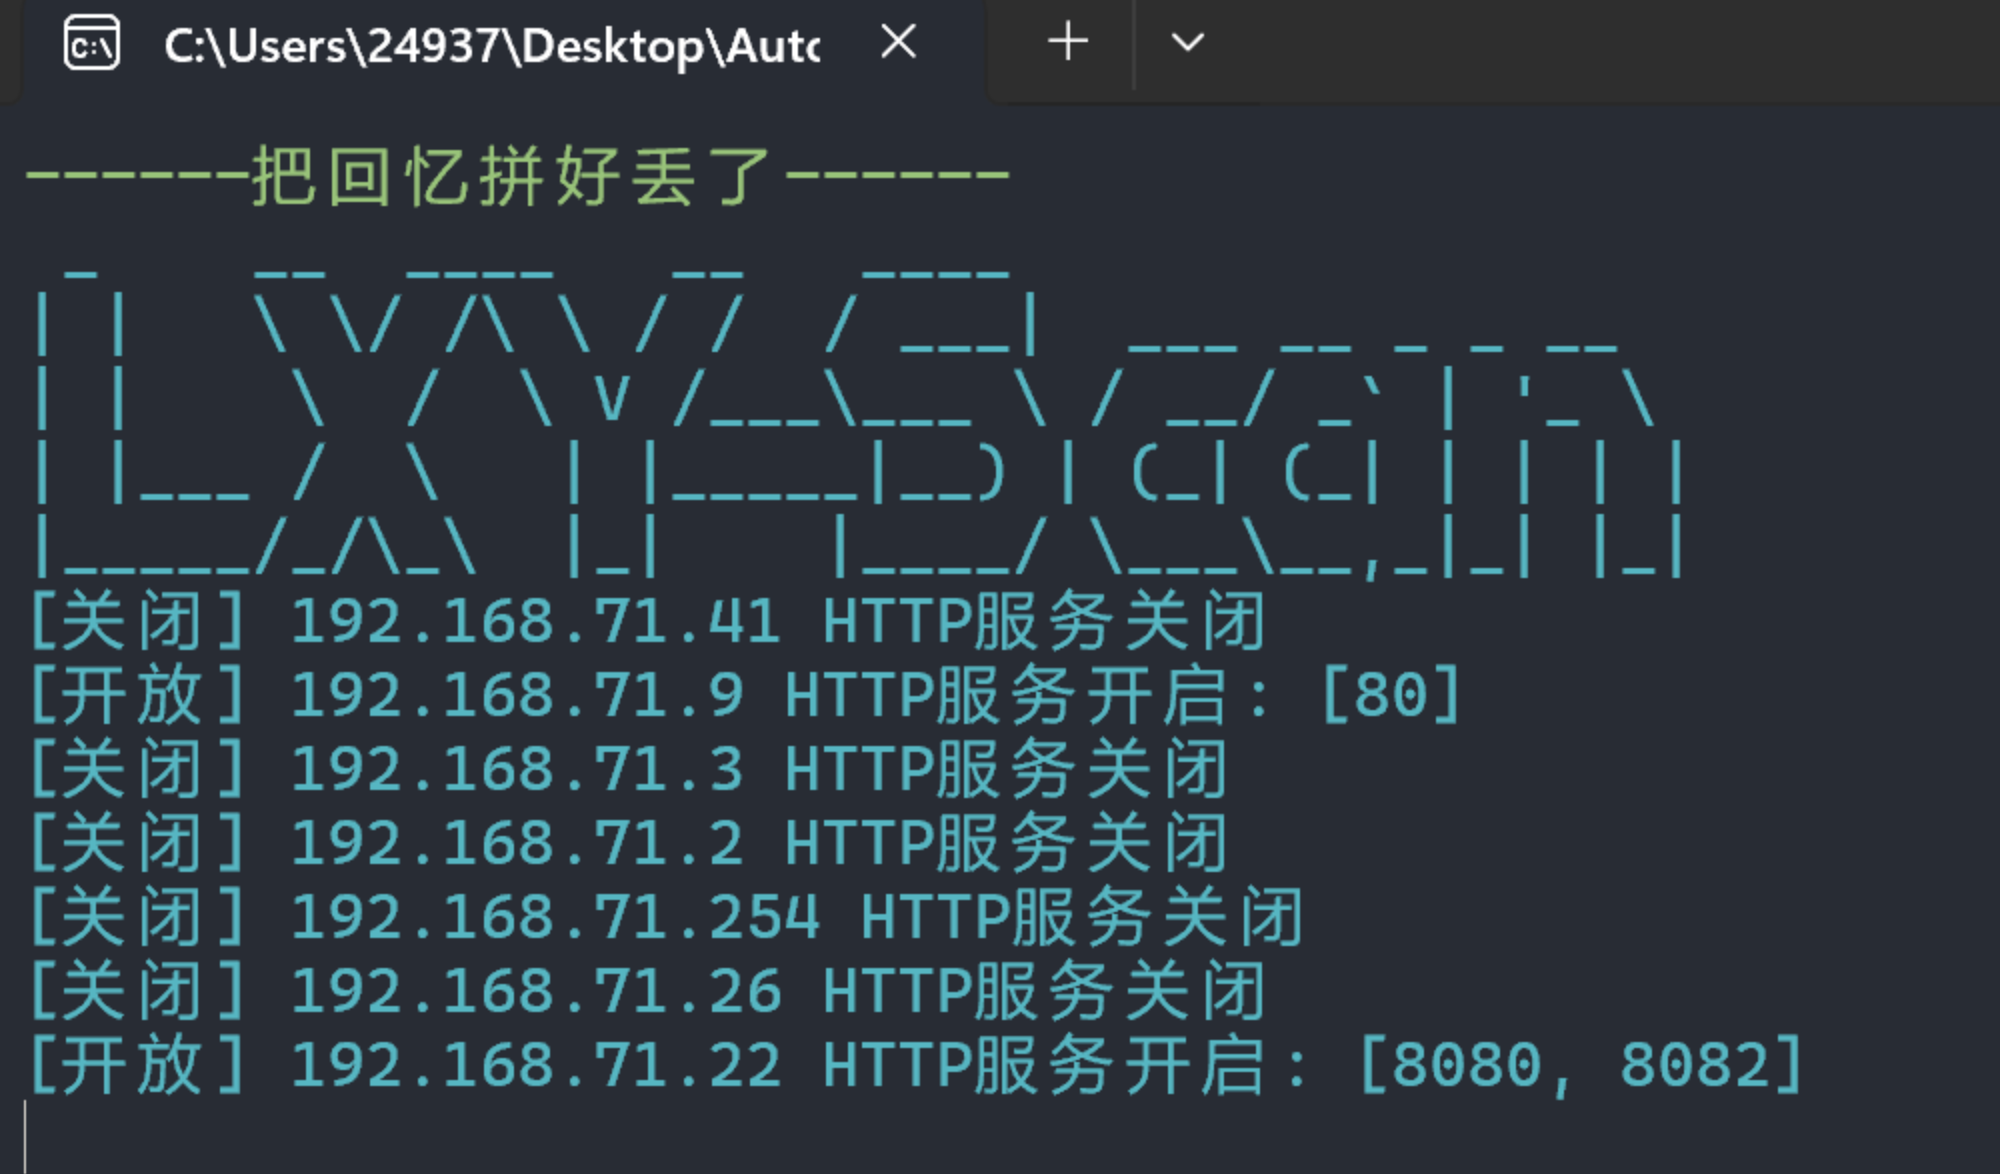 C:\Users\24937\Desktop\Auto
------把回忆拼好丢了------
LXY-Scan
[关闭] 192.168.71.41 HTTP服务关闭
[开放] 192.168.71.9 HTTP服务开启: [80]
[关闭] 192.168.71.3 HTTP服务关闭
[关闭] 192.168.71.2 HTTP服务关闭
[关闭] 192.168.71.254 HTTP服务关闭
[关闭] 192.168.71.26 HTTP服务关闭
[开放] 192.168.71.22 HTTP服务开启: [8080, 8082]